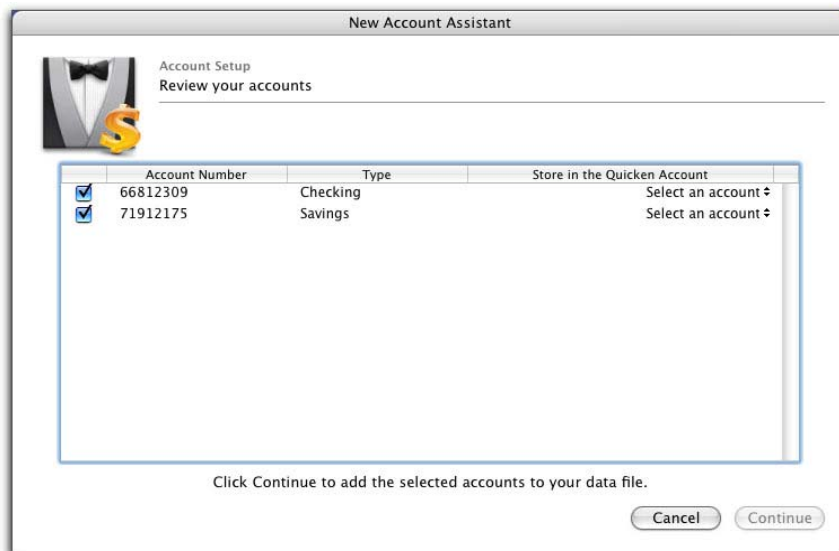 New Account Assistant
Account Setup
Review your accounts
Account Number Type Store in the Quicken Account
66812309 Checking Select an account
71912175 Savings Select an account
Click Continue to add the selected accounts to your data file.
Cancel Continue